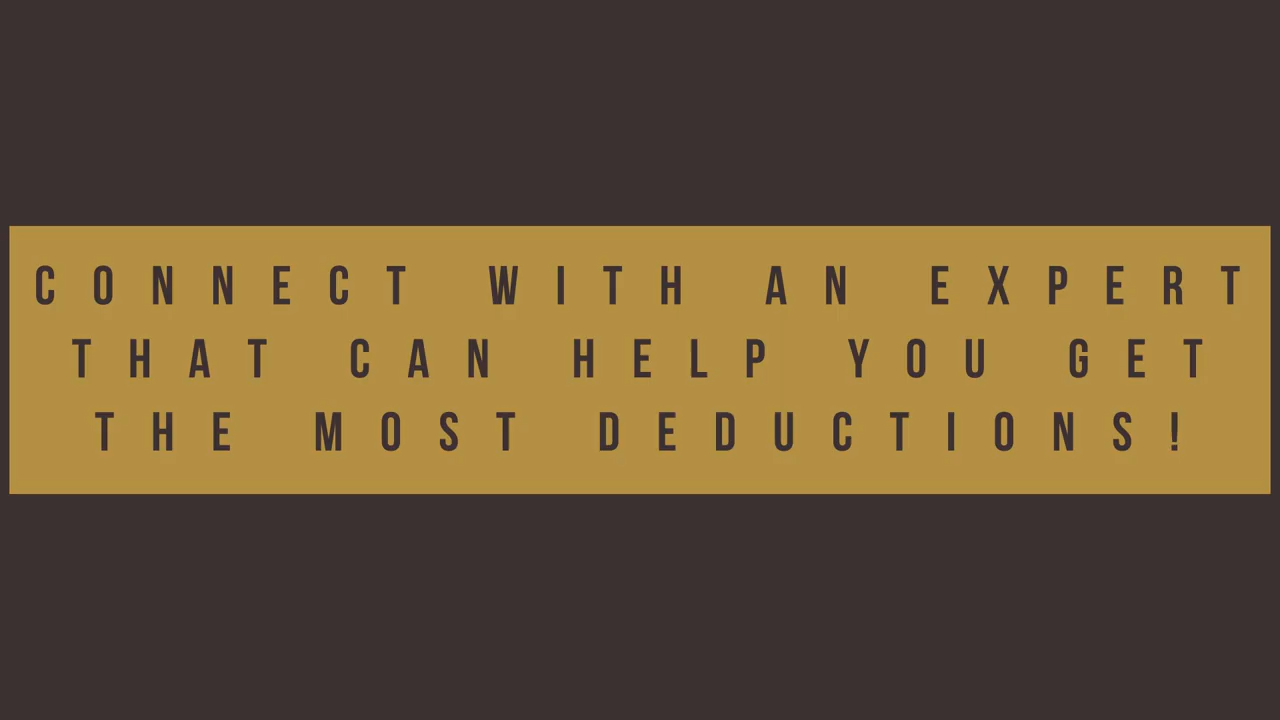 CONNECT WITH AN EXPERT
THAT CAN HELP YOU GET
THE MOST DEDUCTIONS!